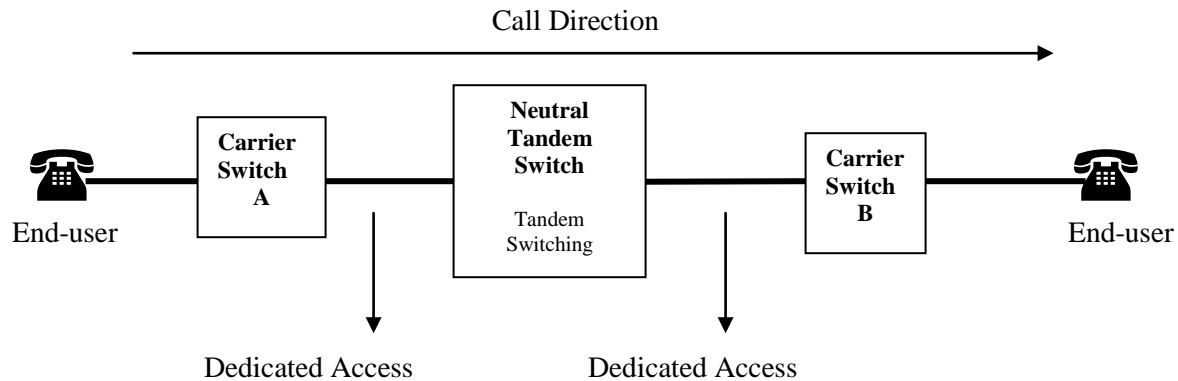 Call Direction
Neutral
Tandem
Switch
Tandem
Switching
Carrier
Switch
A
Carrier
Switch
B
End-user
End-user
Dedicated Access
Dedicated Access